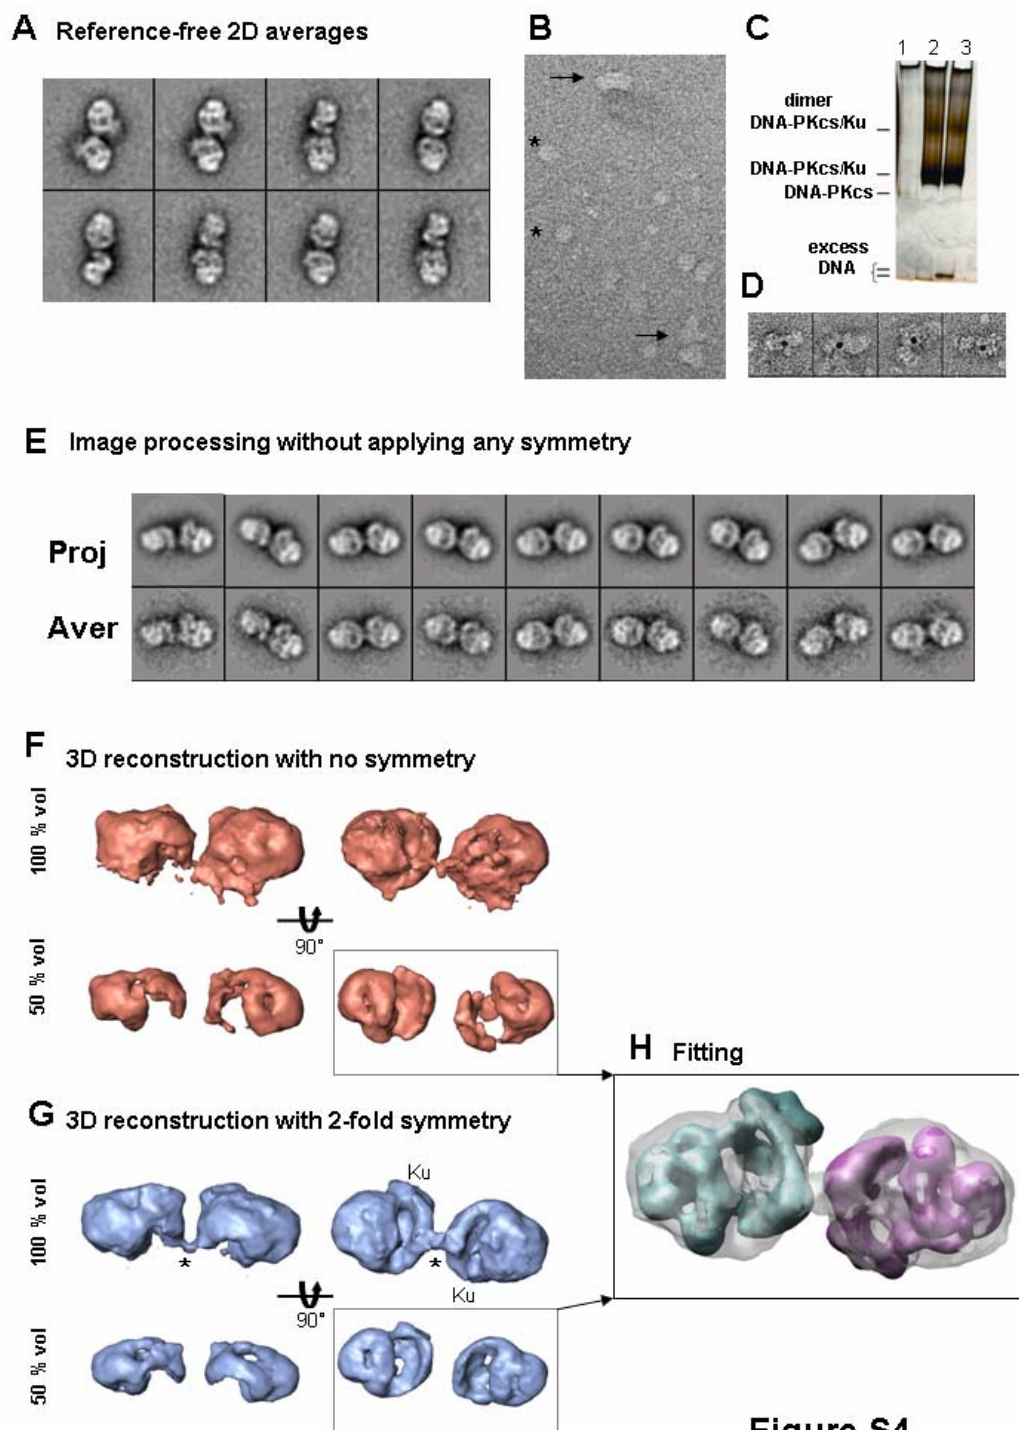 A Reference-free 2D averages
B
*
*
C
1 2 3
dimer
DNA-PKcs/Ku
DNA-PKcs/Ku
DNA-PKcs
excess
DNA
D
E Image processing without applying any symmetry
Proj
Aver
F 3D reconstruction with no symmetry
100 % vol
90°
50 % vol
G 3D reconstruction with 2-fold symmetry
Ku
100 % vol
*
*
Ku
90°
50 % vol
H Fitting
Figure S4